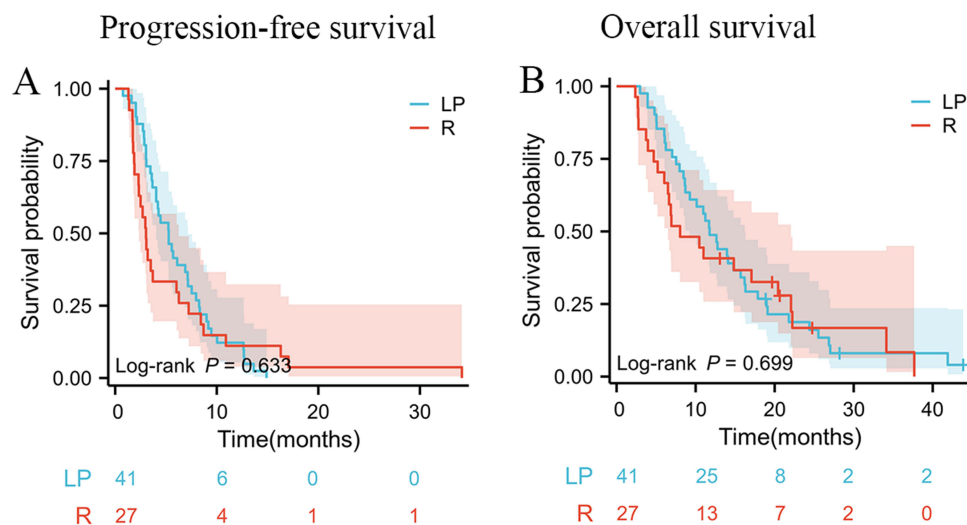 Progression-free survival
Overall survival
A
B
LP
R
LP
R
Survival probability
1.00
0.75
0.50
0.25
0.00
Log-rank P = 0.633
0 10 20 30
Time(months)
LP 41 6 0 0
R 27 4 1 1
Survival probability
1.00
0.75
0.50
0.25
0.00
Log-rank P = 0.699
0 10 20 30 40
Time(months)
LP 41 25 8 2 2
R 27 13 7 2 0